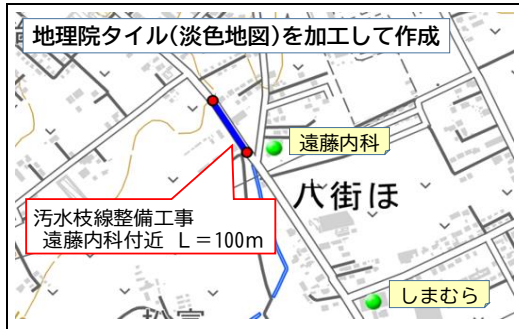 地理院タイル(淡色地図)を加工して作成
遠藤内科
八街ほ
汚水枝線整備工事
遠藤内科付近 L=100m
しまむら